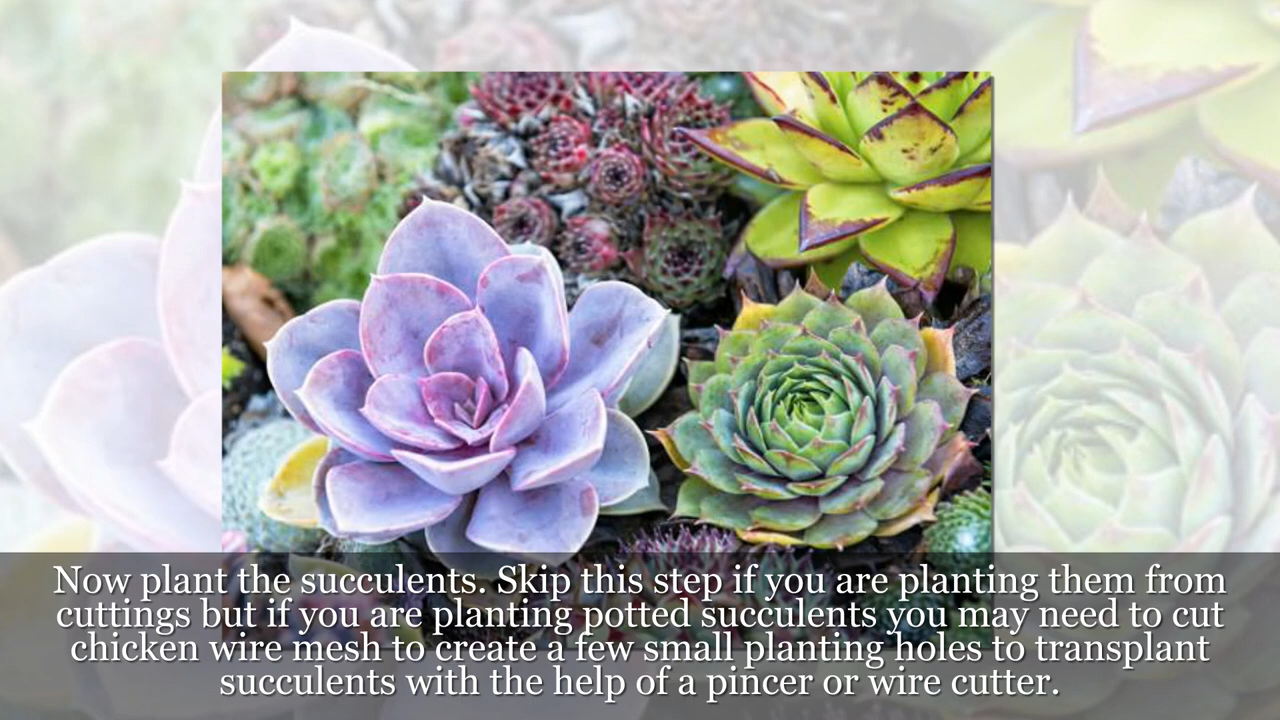 Now plant the succulents. Skip this step if you are planting them from
cuttings but if you are planting potted succulents you may need to cut
chicken wire mesh to create a few small planting holes to transplant
succulents with the help of a pincer or wire cutter.